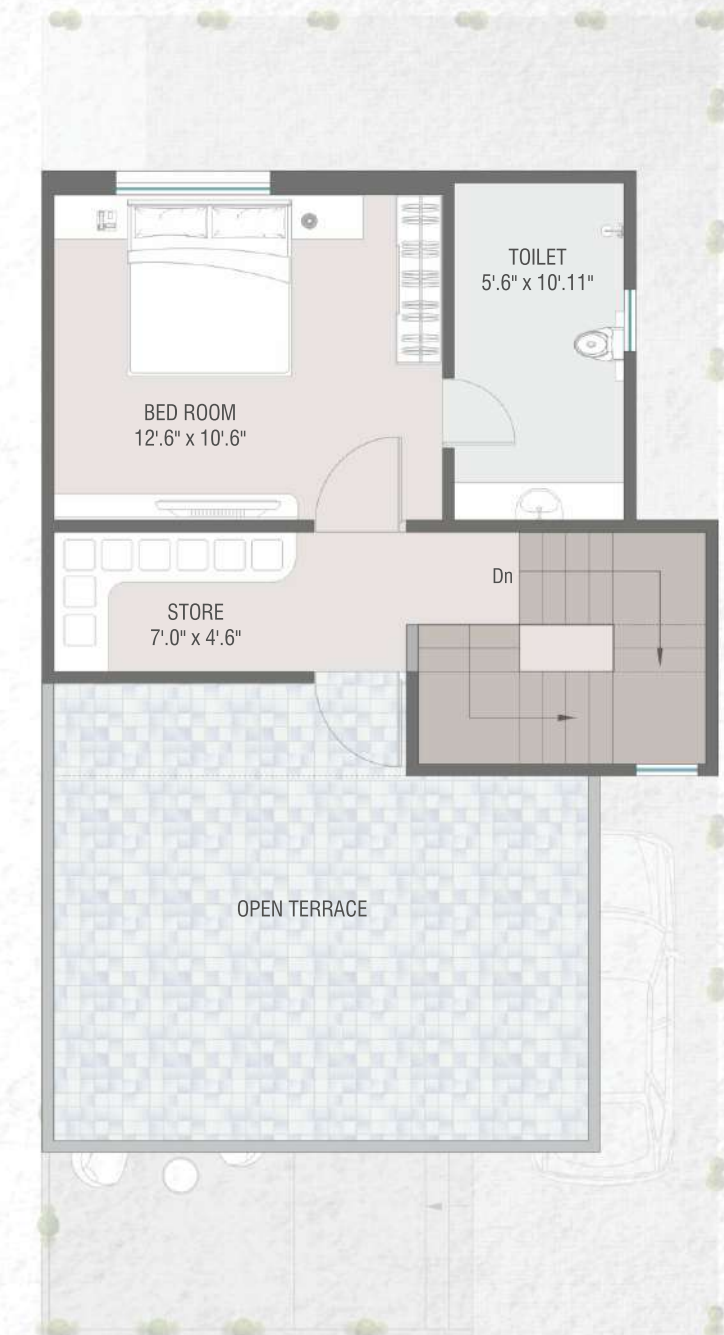 TOILET
5'.6" x 10'.11"
BED ROOM
12'.6" x 10'.6"
Dn
STORE
7'.0" x 4'.6"
OPEN TERRACE